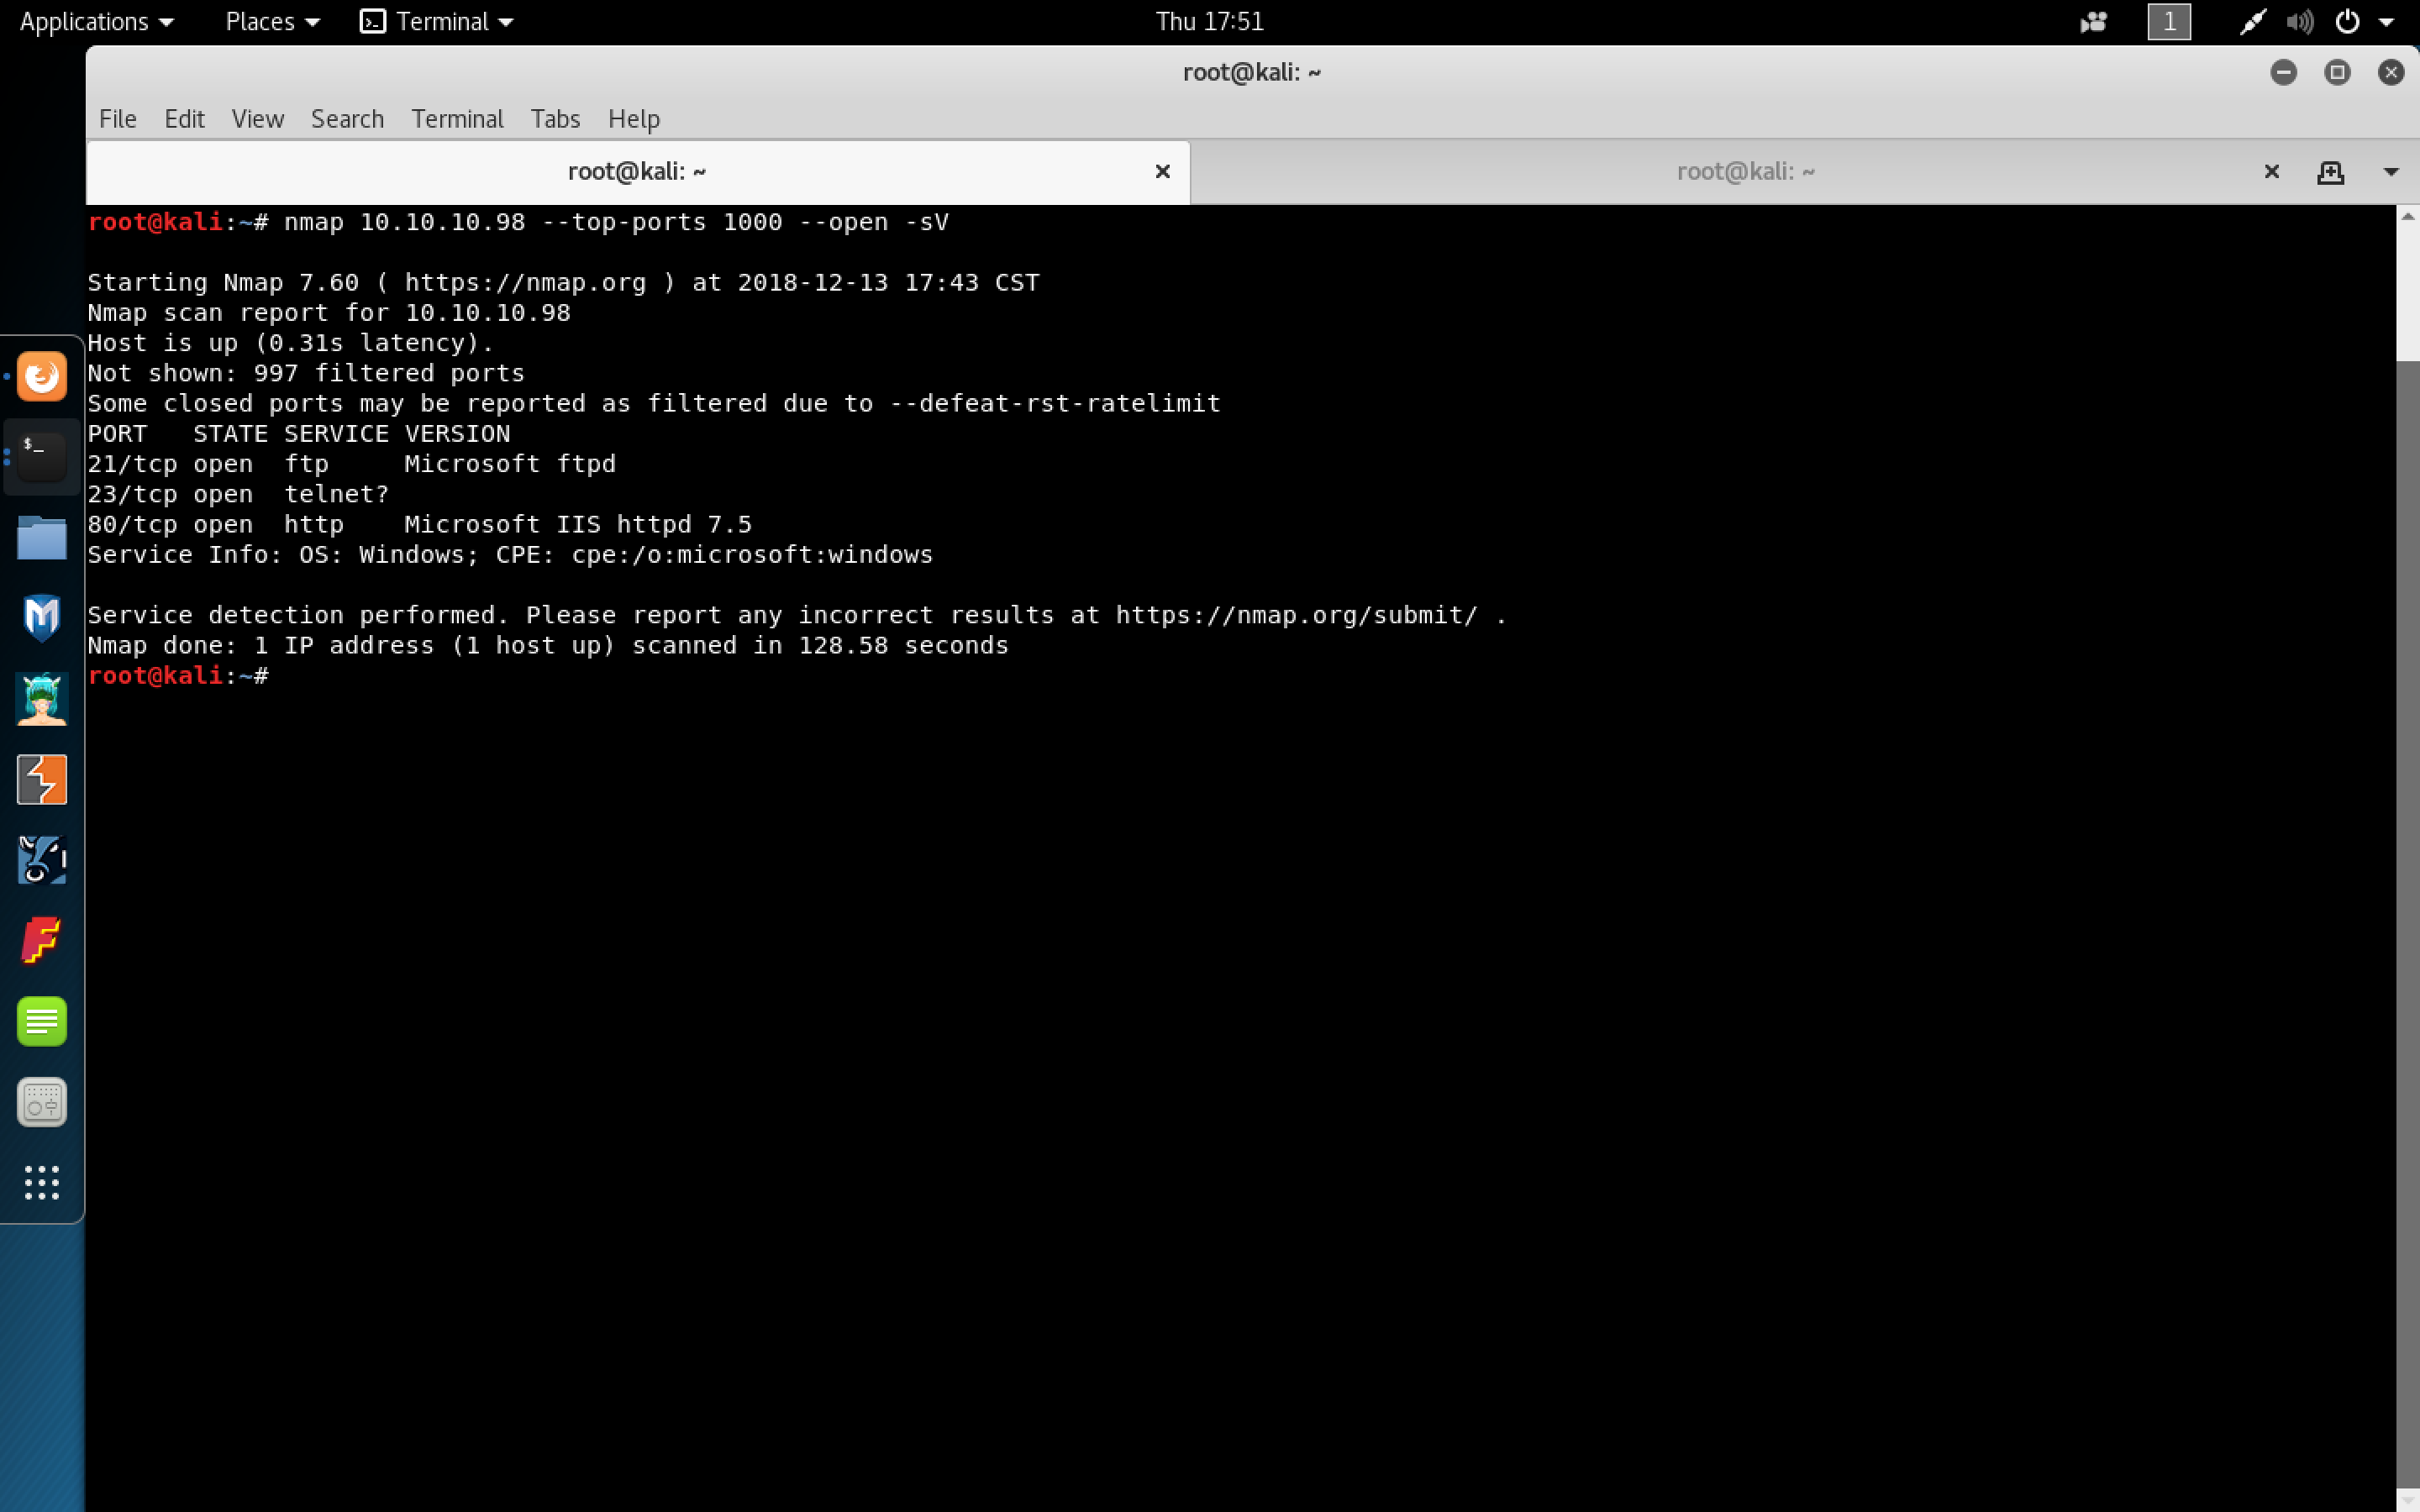 Applications Places Terminal Thu 17:51 1
root@kali: ~
File Edit View Search Terminal Tabs Help
root@kali: ~ root@kali: ~
root@kali:~# nmap 10.10.10.98 --top-ports 1000 --open -sV
Starting Nmap 7.60 ( https://nmap.org ) at 2018-12-13 17:43 CST
Nmap scan report for 10.10.10.98
Host is up (0.31s latency).
Not shown: 997 filtered ports
Some closed ports may be reported as filtered due to --defeat-rst-ratelimit
PORT   STATE SERVICE VERSION
21/tcp open  ftp     Microsoft ftpd
23/tcp open  telnet?
80/tcp open  http    Microsoft IIS httpd 7.5
Service Info: OS: Windows; CPE: cpe:/o:microsoft:windows
Service detection performed. Please report any incorrect results at https://nmap.org/submit/ .
Nmap done: 1 IP address (1 host up) scanned in 128.58 seconds
root@kali:~#